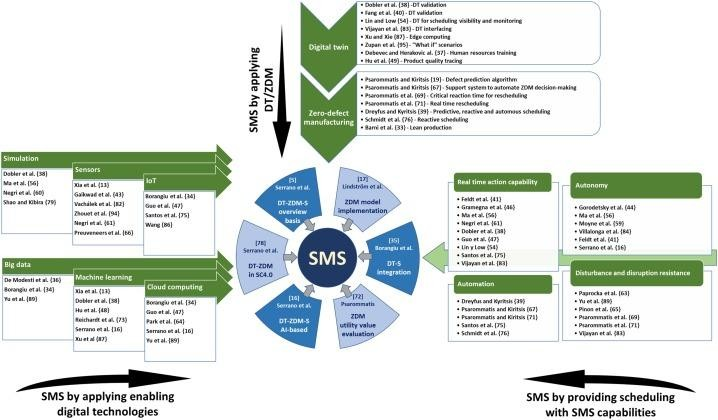 SMS by applying
DT/ZDM
Digital twin
• Dobler et al. (38) -DT validation
• Fang et al. (40) - DT validation
• Lin and Low (54) - DT for scheduling visibility and monitoring
• Vijayan et al. (83) - DT interfacing
• Xu and Xie (87) - Edge computing
• Zupan et al. (95) - "What if" scenarios
• Debevec and Herakovic al. (37) - Human resources training
• Hu et al. (49) - Product quality tracing
Zero-defect
manufacturing
• Psarommatis and Kiritsis (19) - Defect prediction algorithm
• Psarommatis and Kiritsis (67) - Support system to automate ZDM decision-making
• Psarommatis et al. (69) - Critical reaction time for rescheduling
• Psarommatis et al. (71) - Real time rescheduling
• Dreyfus and Kyritsis (39) - Predictive, reactive and automous scheduling
• Schmidt et al. (76) - Reactive scheduling
• Barni et al. (33) - Lean production
Simulation
Dobler et al. (38)
Ma et al. (56)
Negri et al. (60)
Shao and Kibira (79)
Sensors
Xia et al. (13)
Gaikwad et al. (43)
Vachálek et al. (82)
Zhouet et al. (94)
Negri et al. (61)
Preuveneers et al. (66)
IoT
Borangiu et al. (34)
Guo et al. (47)
Santos et al. (75)
Wang (86)
Big data
De Modesti et al. (36)
Borangiu et al. (34)
Yu et al. (89)
Machine learning
Xia et al. (13)
Dobler et al. (38)
Hu et al. (48)
Reichardt et al. (73)
Serrano et al. (16)
Xu et al (87)
Cloud computing
Borangiu et al. (34)
Guo et al. (47)
Park et al. (64)
Serrano et al. (16)
Yu et al. (89)
SMS by applying enabling
digital technologies
[5]
Serrano et al.
DT-ZDM-S
overview
basis
[17]
Lindström et al.
ZDM model
implementation
[78]
Serrano et al.
DT-ZDM
in SC4.0
SMS
[35]
Borangiu et al.
DT-S
integration
[16]
Serrano et al.
DT-ZDM-S
AI-based
[72]
Psarommatis
ZDM
utility value
evaluation
Real time action capability
• Feldt et al. (41)
• Gramegna et al. (46)
• Ma et al. (56)
• Negri et al. (61)
• Dobler et al. (38)
• Guo et al. (47)
• Lin y Low (54)
• Santos et al. (75)
• Vijayan et al. (83)
Autonomy
• Gorodetsky et al. (44)
• Ma et al. (56)
• Moyne et al. (59)
• Villalonga et al. (84)
• Feldt et al. (41)
• Serrano et al. (16)
Automation
• Dreyfus and Kyritsis (39)
• Psarommatis and Kyritsis (67)
• Psarommatis and Kyritsis (71)
• Santos et al. (75)
• Schmidt et al. (76)
Disturbance and disruption resistance
• Paprocka et al. (63)
• Yu et al. (89)
• Pinon et al. (65)
• Psarommatis et al. (69)
• Psarommatis et al. (71)
• Vijayan et al. (83)
SMS by providing scheduling
with SMS capabilities